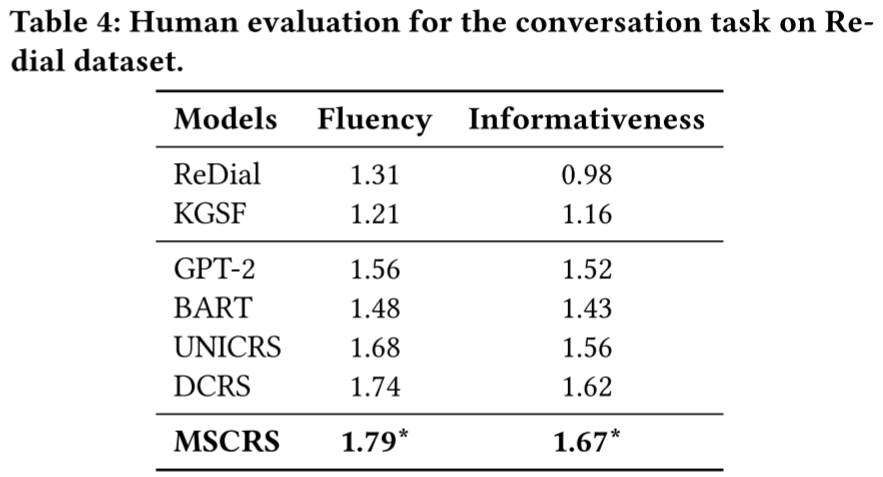 Table 4: Human evaluation for the conversation task on Re-
dial dataset.
Models Fluency Informativeness
ReDial 1.31 0.98
KGSF 1.21 1.16
GPT-2 1.56 1.52
BART 1.48 1.43
UNICRS 1.68 1.56
DCRS 1.74 1.62
MSCRS 1.79* 1.67*